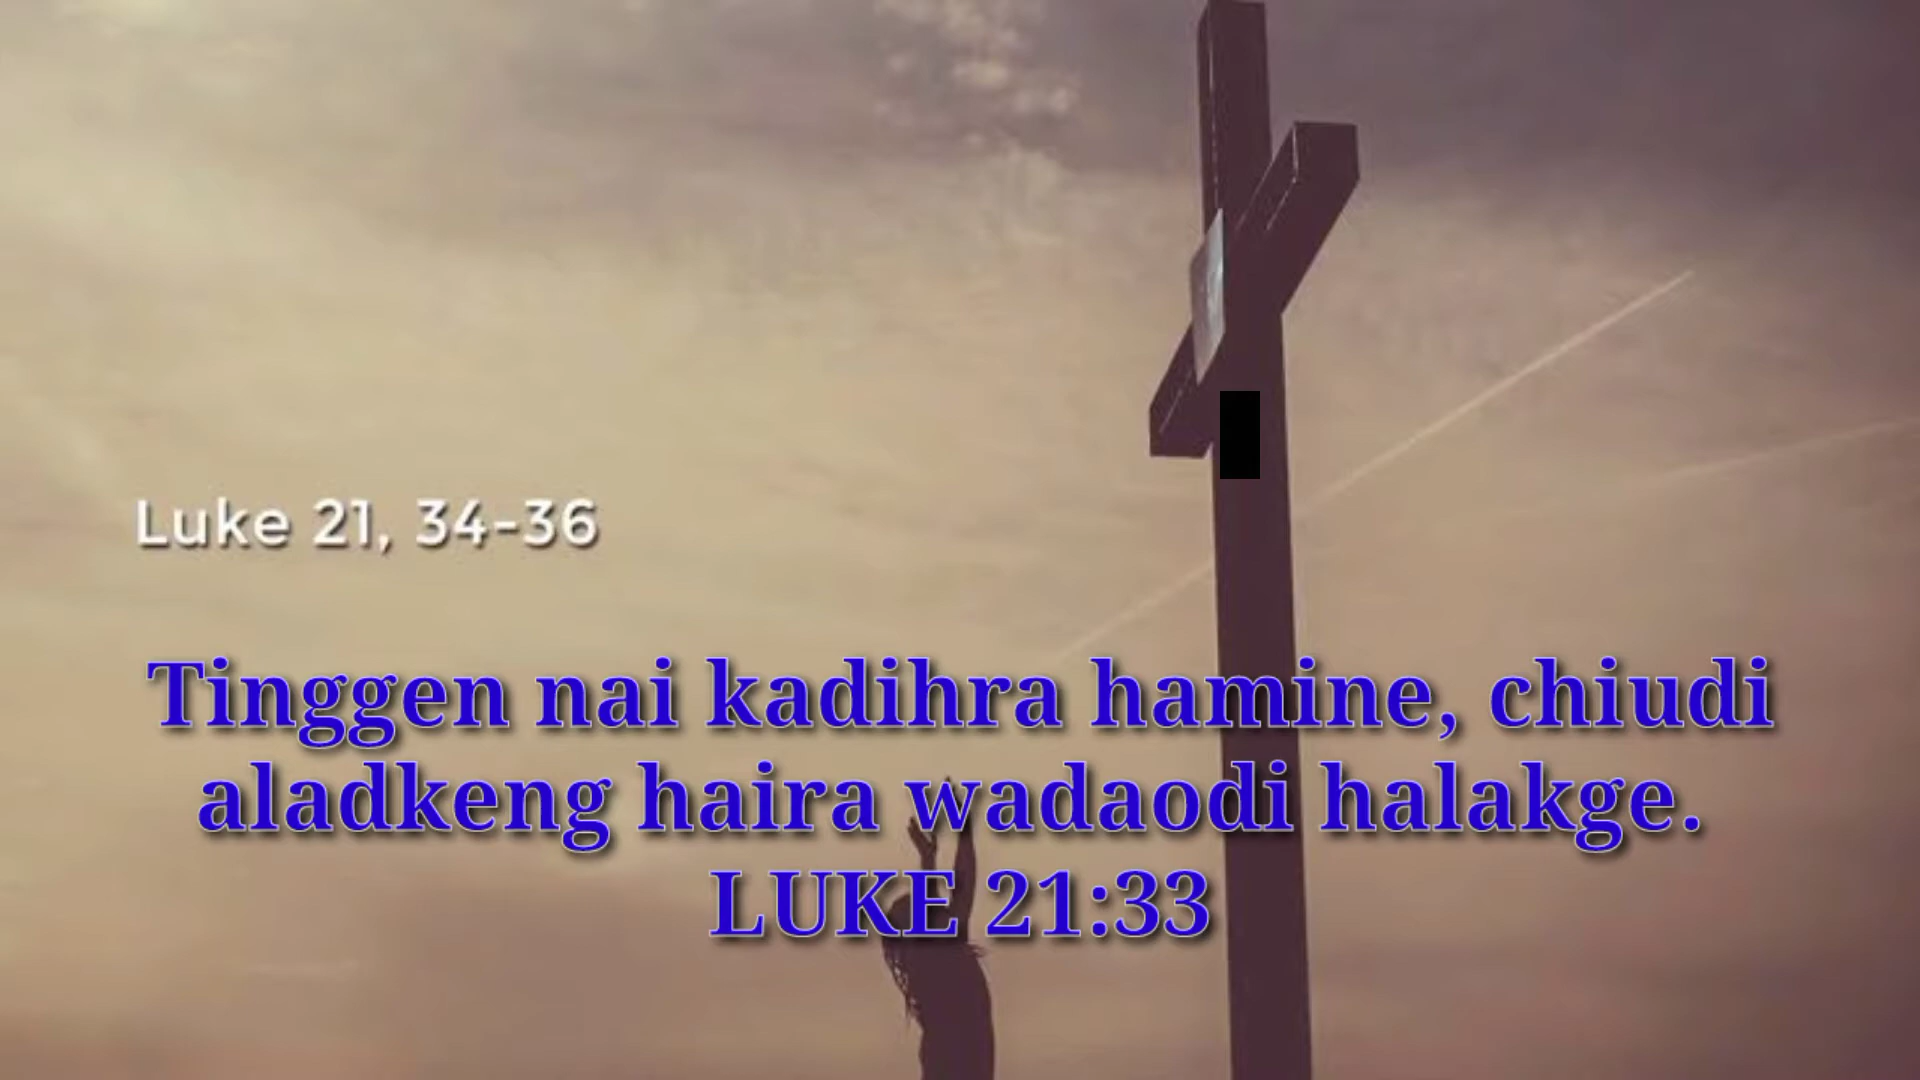 Luke 21, 34-36
Tinggen nai kadihra hamine, chiudi
aladkeng haira wadaodi halakge.
LUKE 21:33